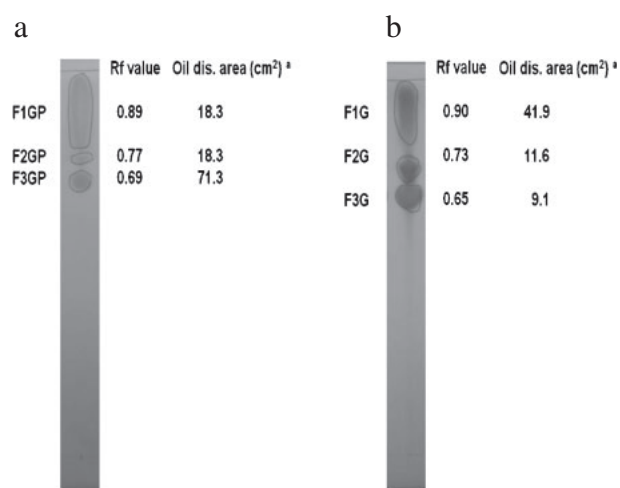 a
Rf value Oil dis. area (cm²) ª
F1GP 0.89 18.3
F2GP 0.77 18.3
F3GP 0.69 71.3
b
Rf value Oil dis. area (cm²) ª
F1G 0.90 41.9
F2G 0.73 11.6
F3G 0.65 9.1